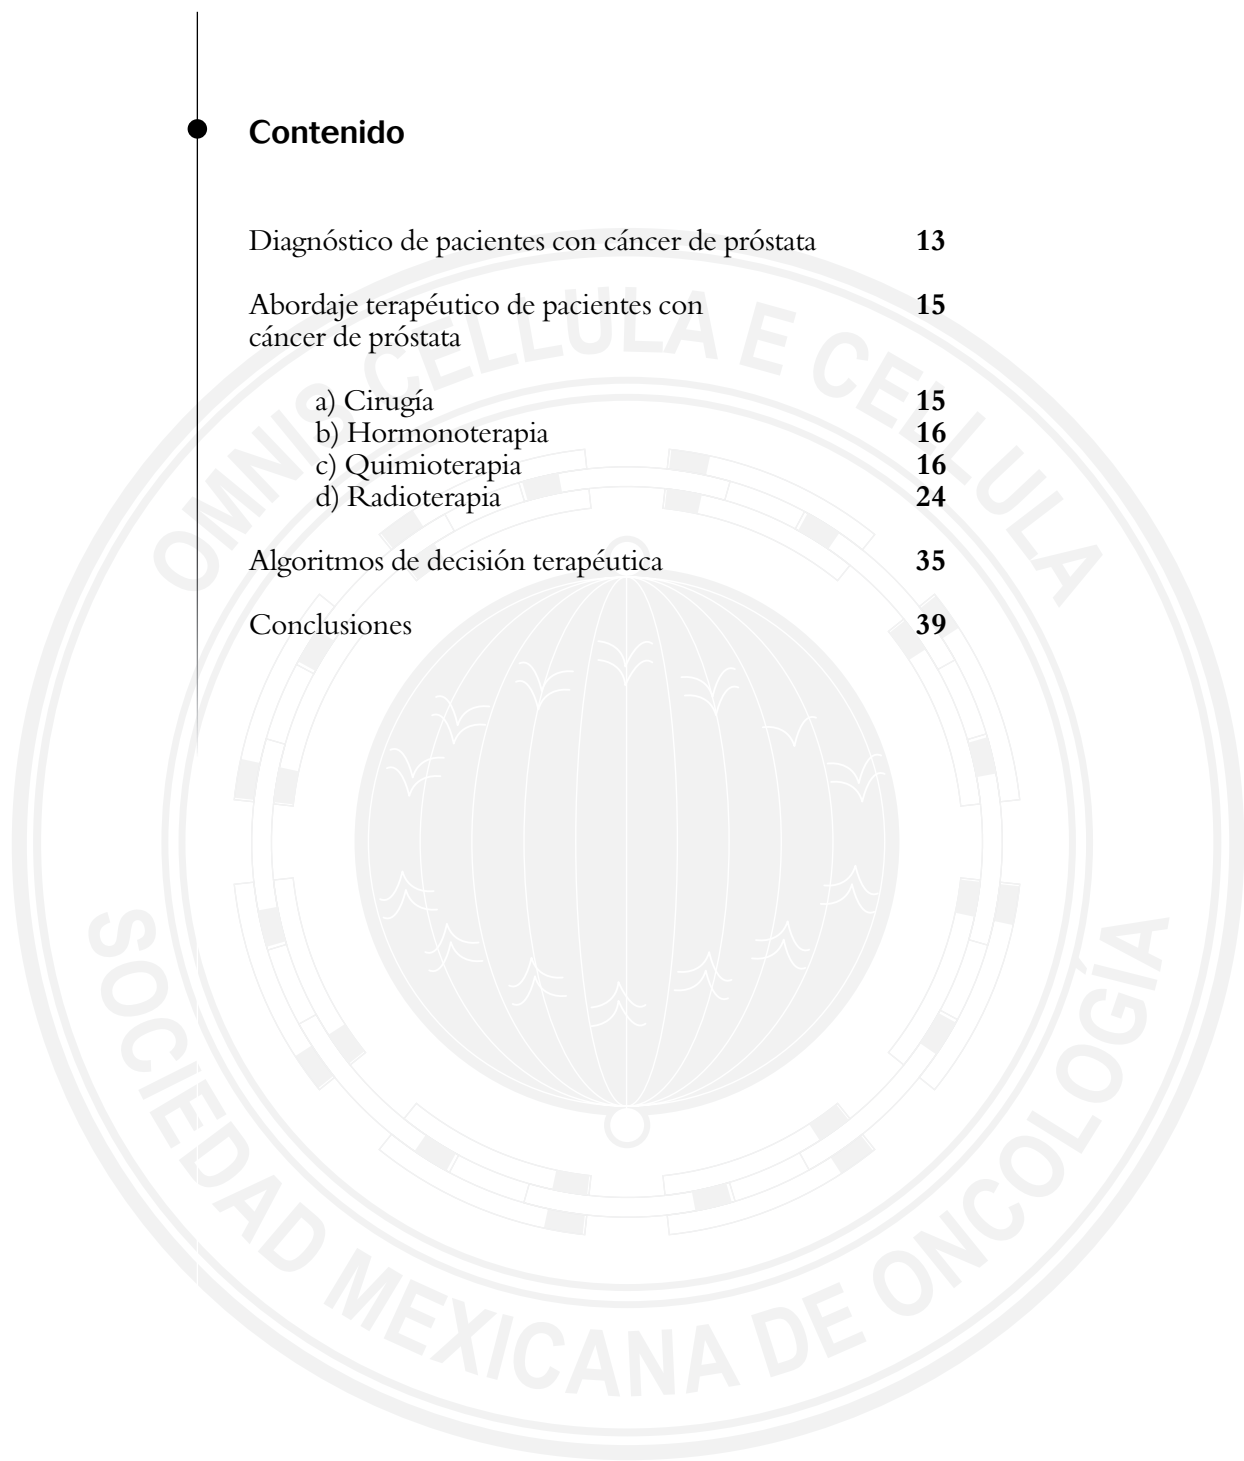 Contenido
Diagnóstico de pacientes con cáncer de próstata 13
Abordaje terapéutico de pacientes con 15
cáncer de próstata
a) Cirugía 15
b) Hormonoterapia 16
c) Quimioterapia 16
d) Radioterapia 24
Algoritmos de decisión terapéutica 35
Conclusiones 39
OMNIS CELLULA E CELLULA
SOCIEDAD MEXICANA DE ONCOLOGÍA